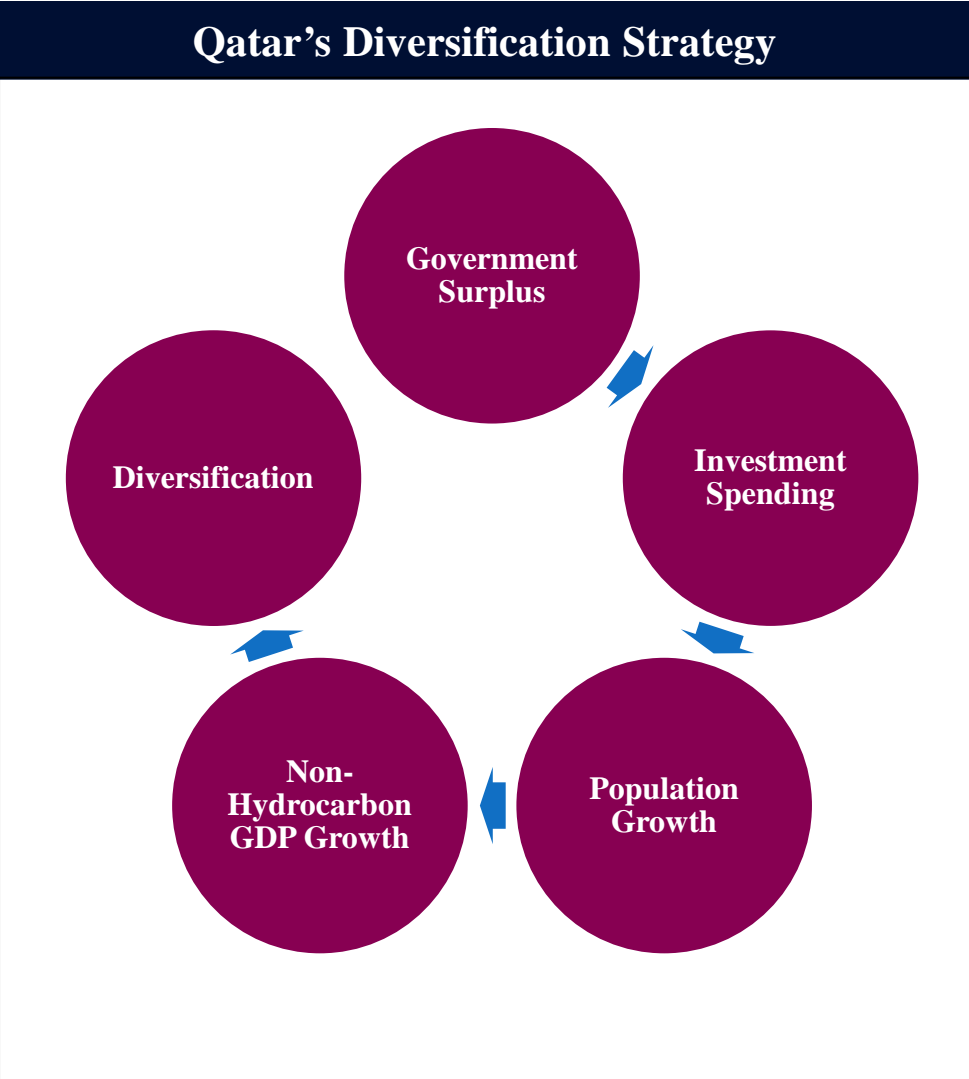 Qatar’s Diversification Strategy
Government
Surplus
Investment
Spending
Population
Growth
Non-
Hydrocarbon
GDP Growth
Diversification